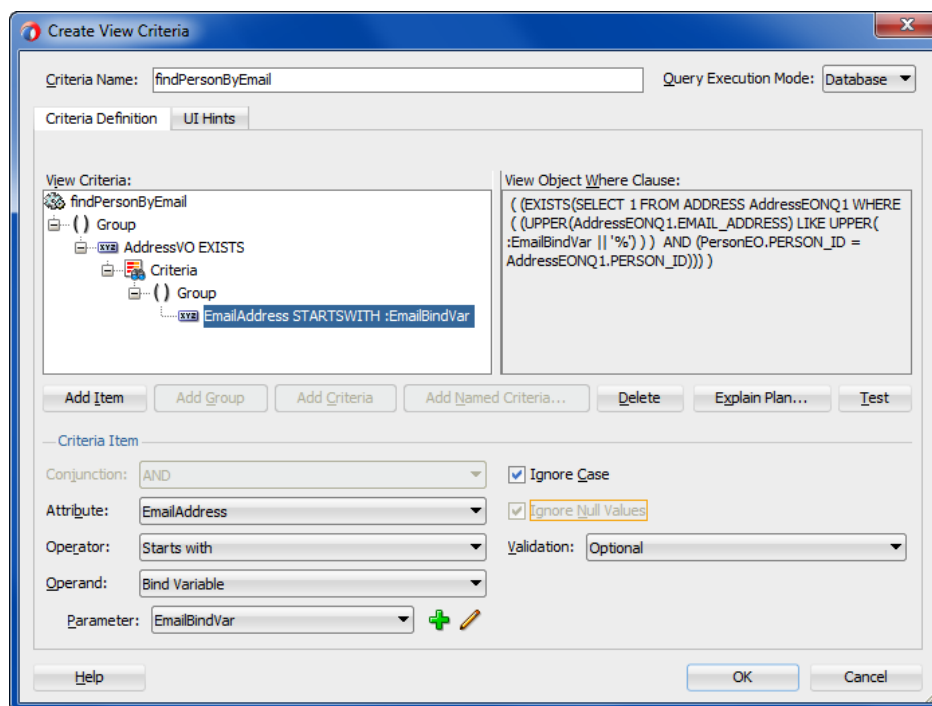 Create View Criteria
Criteria Name: findPersonByEmail Query Execution Mode: Database
Criteria Definition UI Hints
View Criteria:
findPersonByEmail
( ) Group
XYZ AddressVO EXISTS
Criteria
( ) Group
XYZ EmailAddress STARTSWITH :EmailBindVar
View Object Where Clause:
( (EXISTS(SELECT 1 FROM ADDRESS AddressEONQ1 WHERE
( (UPPER(AddressEONQ1.EMAIL_ADDRESS) LIKE UPPER(
:EmailBindVar || '%') ) )  AND (PersonEO.PERSON_ID =
AddressEONQ1.PERSON_ID))) )
Add Item Add Group Add Criteria Add Named Criteria... Delete Explain Plan... Test
Criteria Item
Conjunction: AND
Ignore Case
Attribute: EmailAddress
Ignore Null Values
Operator: Starts with
Validation: Optional
Operand: Bind Variable
Parameter: EmailBindVar
Help OK Cancel